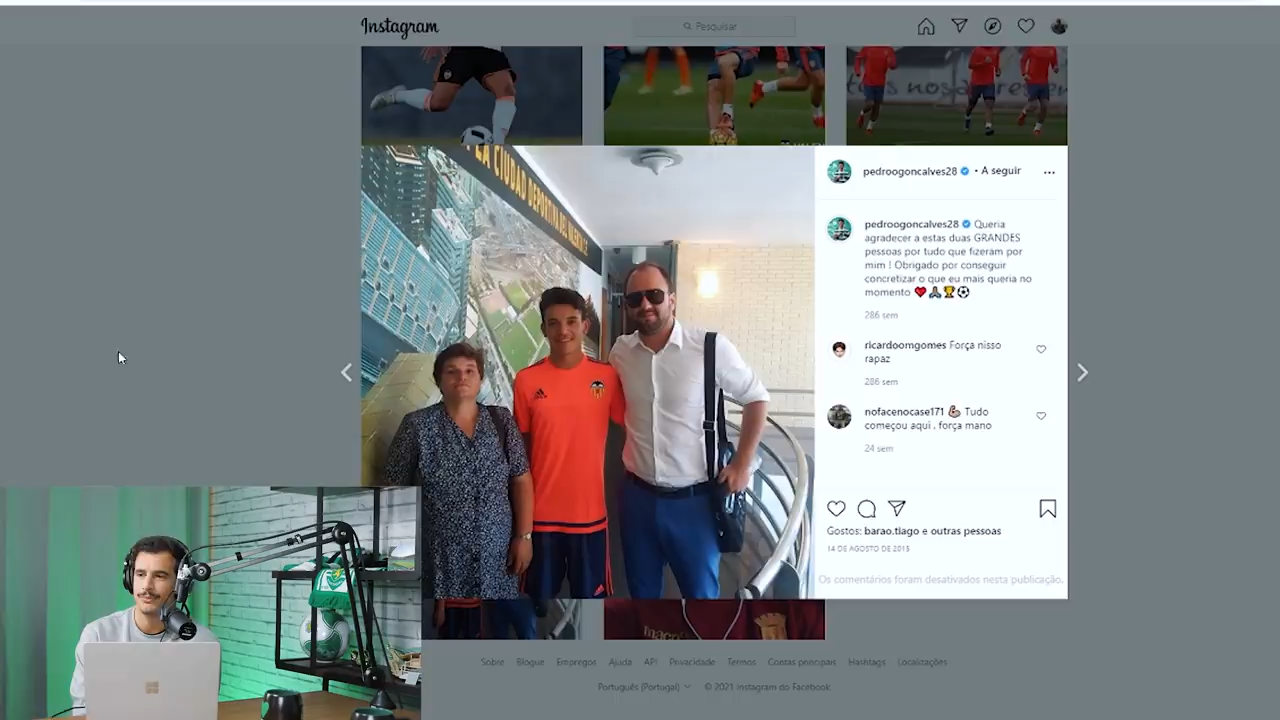 Instagram
Pesquisar
LA CIUDAD DEPORTIVA DEL VALENCIA C.F.
pedroogoncalves28 • A seguir
pedroogoncalves28 Queria
agradecer a estas duas GRANDES
pessoas por tudo que fizeram por
mim ! Obrigado por conseguir
concretizar o que eu mais queria no
momento ❤️🙏🏽🏆⚽
286 sem
ricardoomgomes Força nisso
rapaz
286 sem
nofacenocase171 💪🏽 Tudo
começou aqui . força mano
24 sem
Gostos: barao.tiago e outras pessoas
14 DE AGOSTO DE 2015
Os comentários foram desativados nesta publicação.
Sobre Blogue Empregos Ajuda API Privacidade Termos Contas principais Hashtags Localizações
Português (Portugal) © 2021 Instagram do Facebook